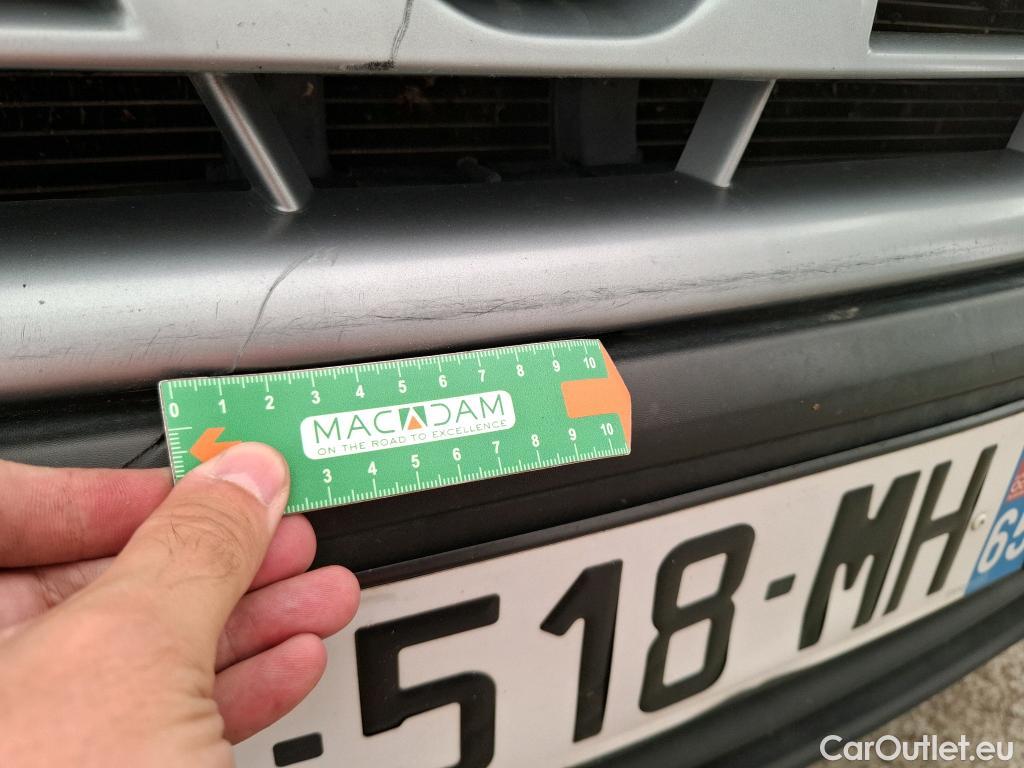 0 1 2 3 4 5 6 7 8 9 10
MACADAM
ON THE ROAD TO EXCELLENCE
3 4 5 6 7 8 9 10
-518-MH
65
CarOutlet.eu